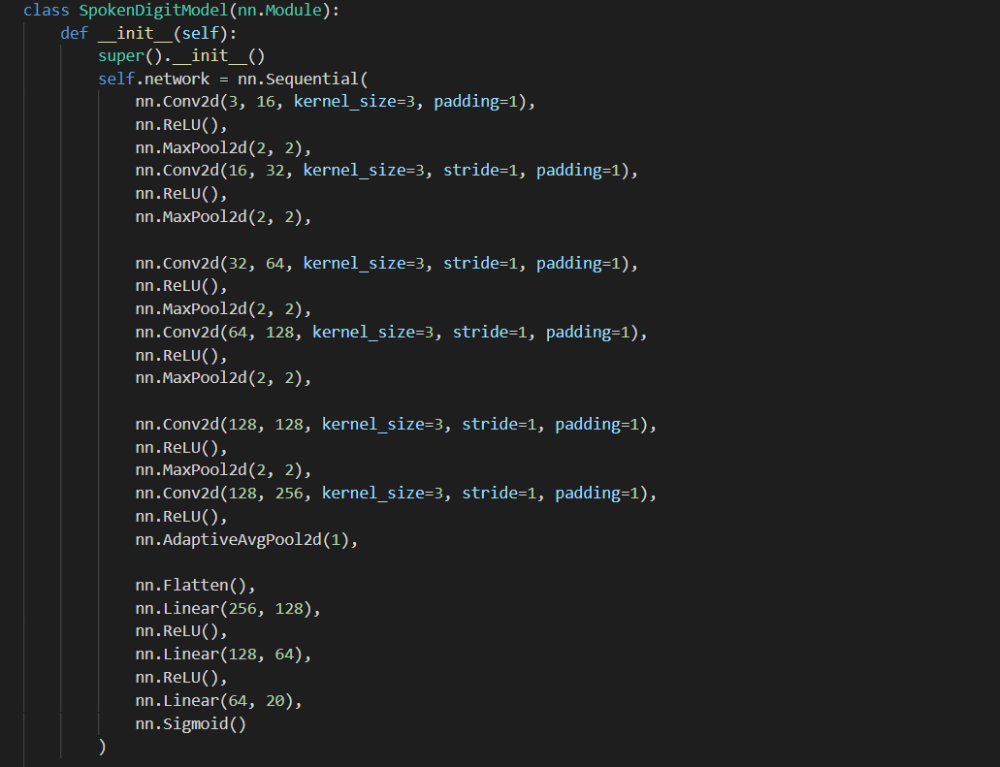 class SpokenDigitModel(nn.Module):
    def __init__(self):
        super().__init__()
        self.network = nn.Sequential(
            nn.Conv2d(3, 16, kernel_size=3, padding=1),
            nn.ReLU(),
            nn.MaxPool2d(2, 2),
            nn.Conv2d(16, 32, kernel_size=3, stride=1, padding=1),
            nn.ReLU(),
            nn.MaxPool2d(2, 2),

            nn.Conv2d(32, 64, kernel_size=3, stride=1, padding=1),
            nn.ReLU(),
            nn.MaxPool2d(2, 2),
            nn.Conv2d(64, 128, kernel_size=3, stride=1, padding=1),
            nn.ReLU(),
            nn.MaxPool2d(2, 2),

            nn.Conv2d(128, 128, kernel_size=3, stride=1, padding=1),
            nn.ReLU(),
            nn.MaxPool2d(2, 2),
            nn.Conv2d(128, 256, kernel_size=3, stride=1, padding=1),
            nn.ReLU(),
            nn.AdaptiveAvgPool2d(1),

            nn.Flatten(),
            nn.Linear(256, 128),
            nn.ReLU(),
            nn.Linear(128, 64),
            nn.ReLU(),
            nn.Linear(64, 20),
            nn.Sigmoid()
        )